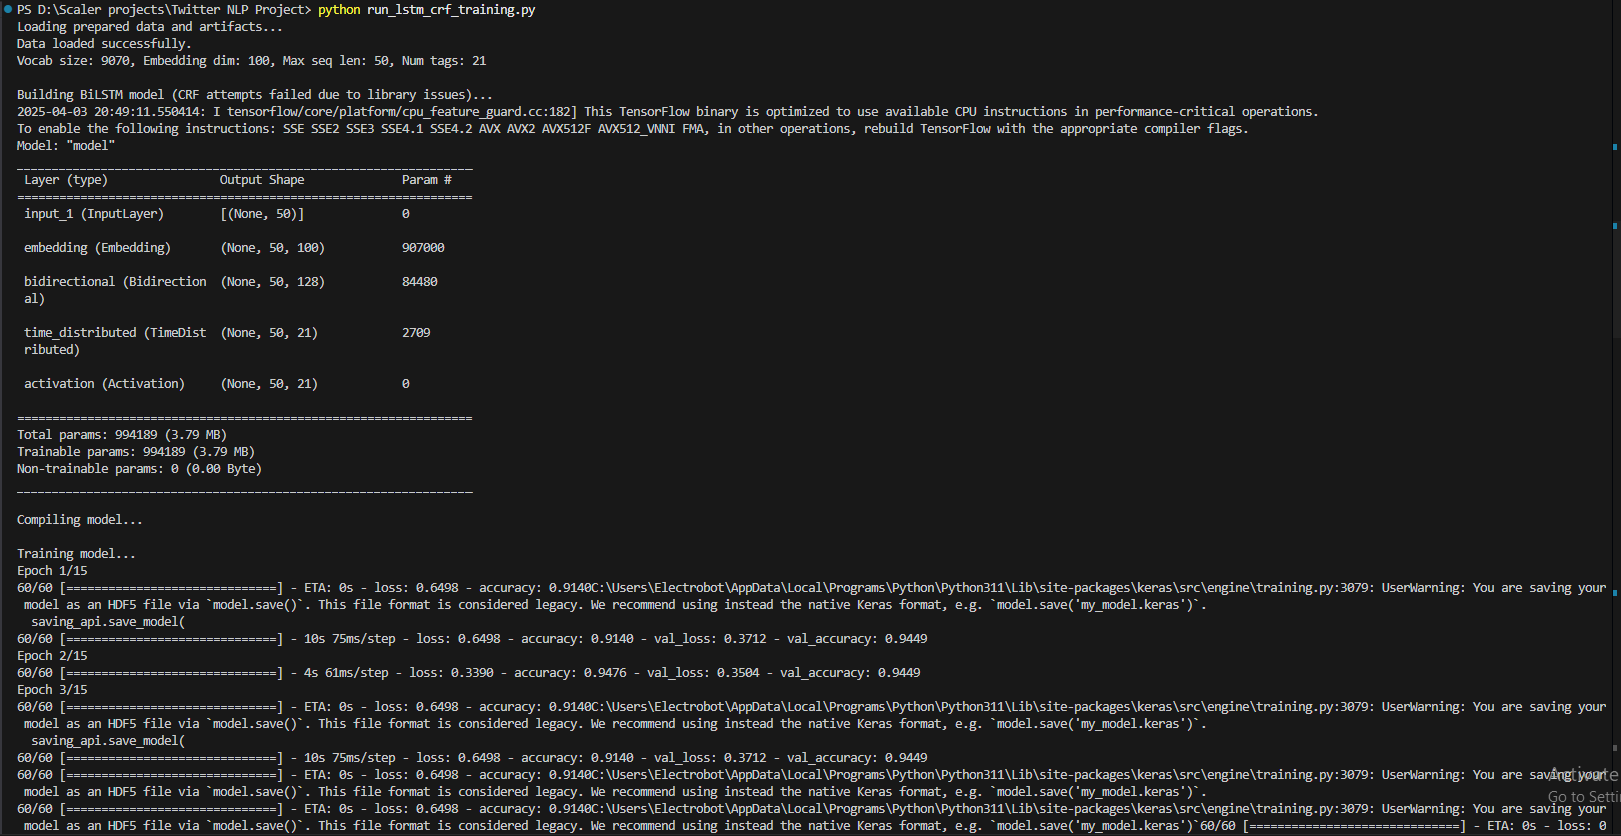 PS D:\Scaler projects\Twitter NLP Project> python run_lstm_crf_training.py
Loading prepared data and artifacts...
Data loaded successfully.
Vocab size: 9070, Embedding dim: 100, Max seq len: 50, Num tags: 21
Building BiLSTM model (CRF attempts failed due to library issues)...
2025-04-03 20:49:11.550414: I tensorflow/core/platform/cpu_feature_guard.cc:182] This TensorFlow binary is optimized to use available CPU instructions in performance-critical operations.
To enable the following instructions: SSE SSE2 SSE3 SSE4.1 SSE4.2 AVX AVX2 AVX512F AVX512_VNNI FMA, in other operations, rebuild TensorFlow with the appropriate compiler flags.
Model: "model"
_________________________________________________________________
Layer (type) Output Shape Param #
=================================================================
input_1 (InputLayer) [(None, 50)] 0
embedding (Embedding) (None, 50, 100) 907000
bidirectional (Bidirection (None, 50, 128) 84480
al)
time_distributed (TimeDist (None, 50, 21) 2709
ributed)
activation (Activation) (None, 50, 21) 0
=================================================================
Total params: 994189 (3.79 MB)
Trainable params: 994189 (3.79 MB)
Non-trainable params: 0 (0.00 Byte)
_________________________________________________________________
Compiling model...
Training model...
Epoch 1/15
60/60 [==============================] - ETA: 0s - loss: 0.6498 - accuracy: 0.9140C:\Users\Electrobot\AppData\Local\Programs\Python\Python311\Lib\site-packages\keras\src\engine\training.py:3079: UserWarning: You are saving your
model as an HDF5 file via `model.save()`. This file format is considered legacy. We recommend using instead the native Keras format, e.g. `model.save('my_model.keras')`.
saving_api.save_model(
60/60 [==============================] - 10s 75ms/step - loss: 0.6498 - accuracy: 0.9140 - val_loss: 0.3712 - val_accuracy: 0.9449
Epoch 2/15
60/60 [==============================] - 4s 61ms/step - loss: 0.3390 - accuracy: 0.9476 - val_loss: 0.3504 - val_accuracy: 0.9449
Epoch 3/15
60/60 [==============================] - ETA: 0s - loss: 0.6498 - accuracy: 0.9140C:\Users\Electrobot\AppData\Local\Programs\Python\Python311\Lib\site-packages\keras\src\engine\training.py:3079: UserWarning: You are saving your
model as an HDF5 file via `model.save()`. This file format is considered legacy. We recommend using instead the native Keras format, e.g. `model.save('my_model.keras')`.
saving_api.save_model(
60/60 [==============================] - 10s 75ms/step - loss: 0.6498 - accuracy: 0.9140 - val_loss: 0.3712 - val_accuracy: 0.9449
60/60 [==============================] - ETA: 0s - loss: 0.6498 - accuracy: 0.9140C:\Users\Electrobot\AppData\Local\Programs\Python\Python311\Lib\site-packages\keras\src\engine\training.py:3079: UserWarning: You are saving your
model as an HDF5 file via `model.save()`. This file format is considered legacy. We recommend using instead the native Keras format, e.g. `model.save('my_model.keras')`.
60/60 [==============================] - ETA: 0s - loss: 0.6498 - accuracy: 0.9140C:\Users\Electrobot\AppData\Local\Programs\Python\Python311\Lib\site-packages\keras\src\engine\training.py:3079: UserWarning: You are saving your
model as an HDF5 file via `model.save()`. This file format is considered legacy. We recommend using instead the native Keras format, e.g. `model.save('my_model.keras')`60/60 [==============================] - ETA: 0s - loss: 0
Activate
Go to Setti